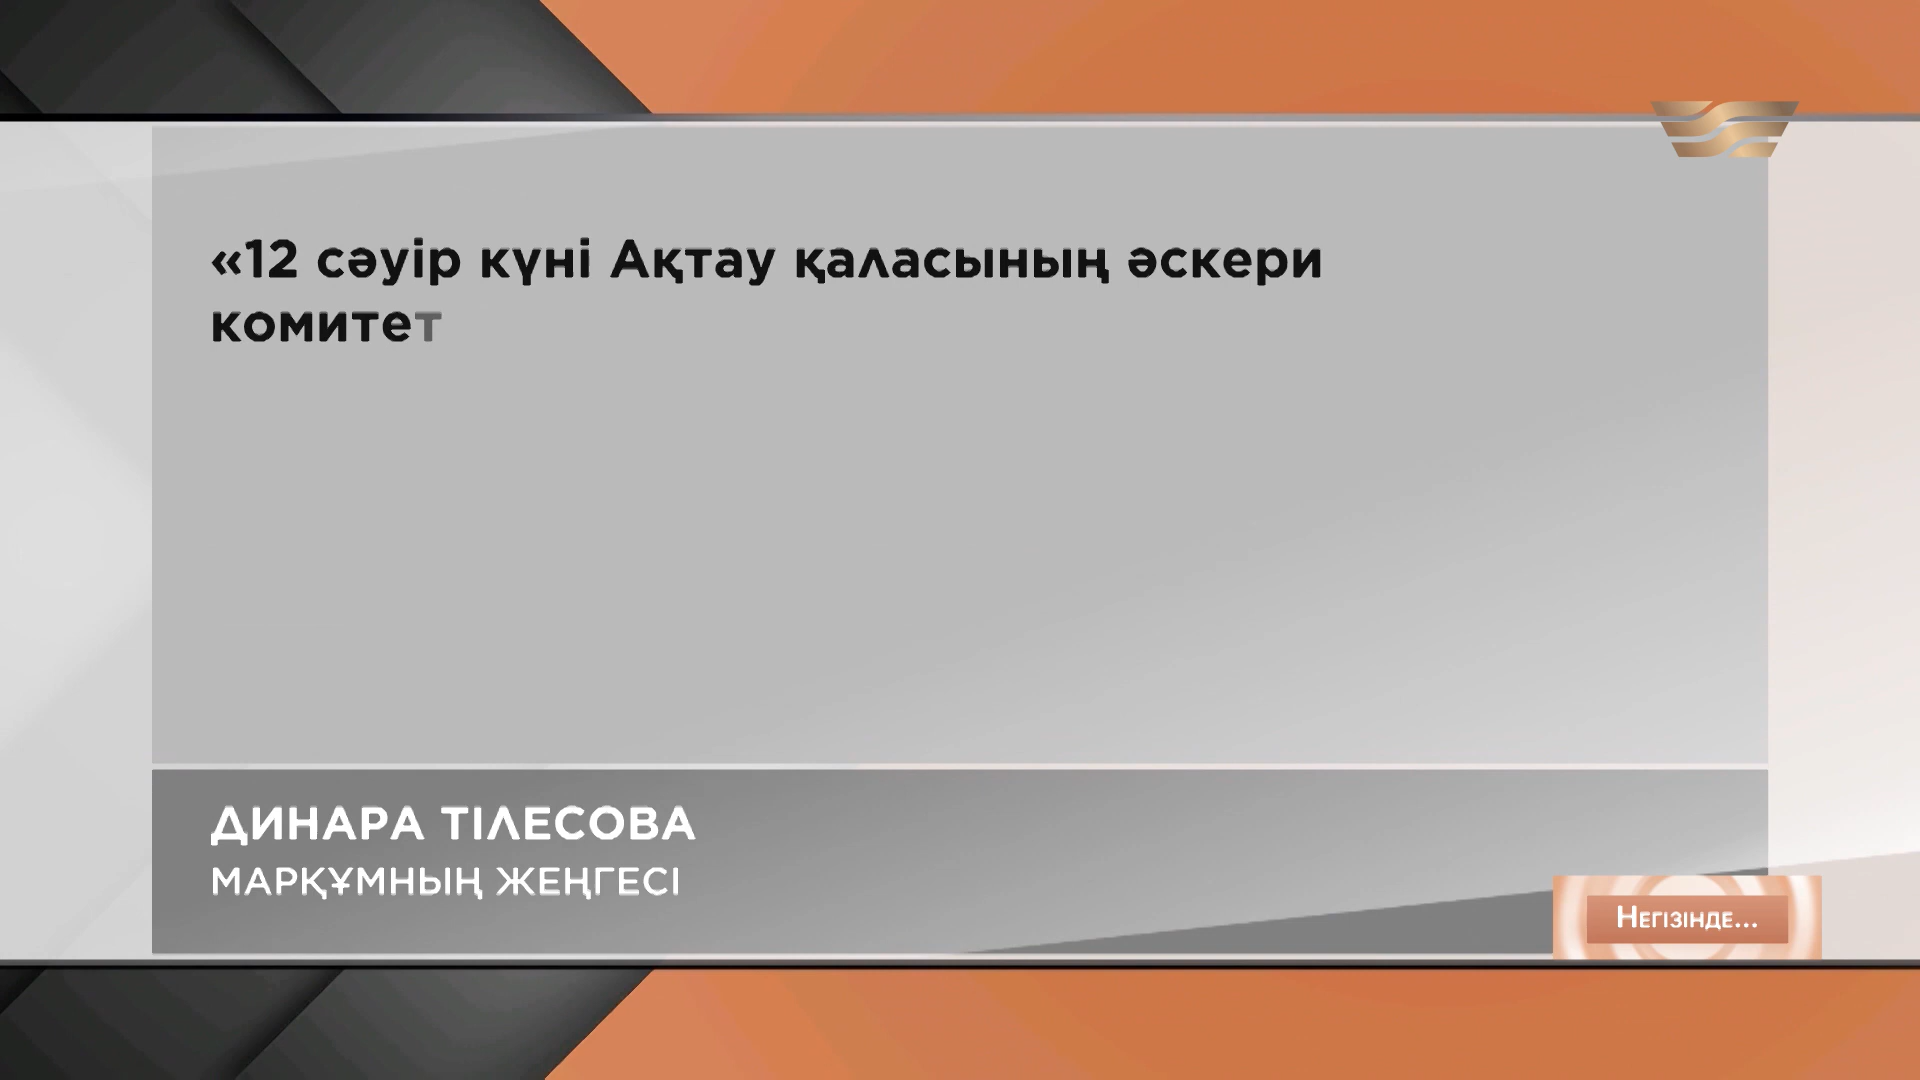 «12 сәуір күні Ақтау қаласының әскери
комитет
ДИНАРА ТІЛЕСОВА
МАРҚҰМНЫҢ ЖЕҢГЕСІ
Негізінде...